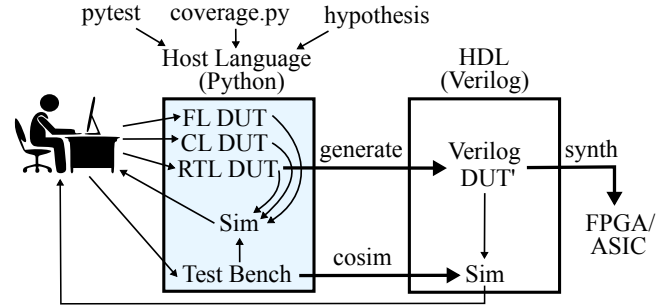 pytest
coverage.py
hypothesis
Host Language
(Python)
HDL
(Verilog)
FL DUT
CL DUT
RTL DUT
generate
Verilog
DUT'
synth
Sim
FPGA/
ASIC
Test Bench
cosim
Sim